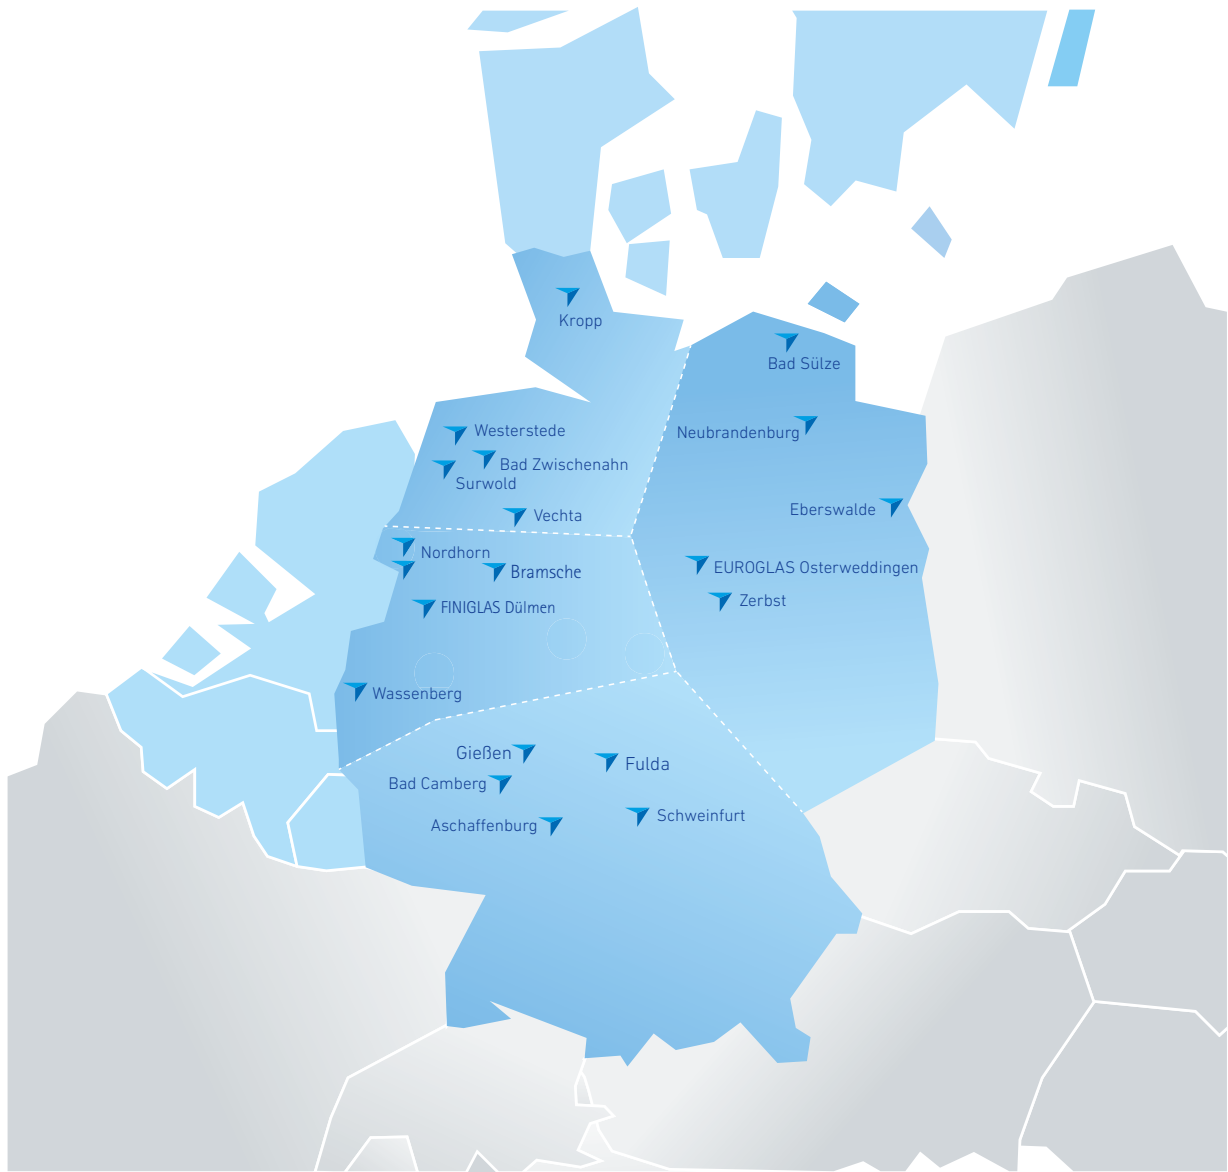 Kropp
Bad Sülze
Westerstede
Neubrandenburg
Bad Zwischenahn
Surwold
Eberswalde
Vechta
Nordhorn
EUROGLAS Osterweddingen
Bramsche
Zerbst
FINIGLAS Dülmen
Wassenberg
Gießen
Fulda
Bad Camberg
Schweinfurt
Aschaffenburg